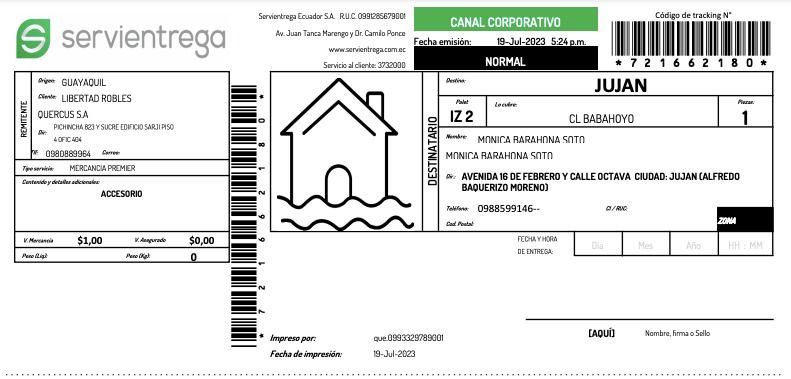 servientrega
Servientrega Ecuador S.A. R.U.C. 0991285679001
Av. Juan Tanca Marengo y Dr. Camilo Ponce
www.servientrega.com.ec
Servicio al cliente: 3732000
CANAL CORPORATIVO
Fecha emisión: 19-Jul-2023 5:24 p.m.
NORMAL
Código de tracking N°
* 7 2 1 6 6 2 1 8 0 *
REMITENTE
Origen: GUAYAQUIL
Cliente: LIBERTAD ROBLES
QUERCUS S.A
Dir: PICHINCHA 823 Y SUCRE EDIFICIO SARJI PISO
4 OFIC 404
Tlf: 0980889964 Correo:
Tipo servicio: MERCANCIA PREMIER
Contenido y detalles adicionales:
ACCESORIO
V. Mercancia $1,00 V. Asegurado $0,00
Peso (Liq): Peso (Kg): 0
* 7 2 1 6 6 2 1 8 0 *
DESTINATARIO
Destino:
JUJAN
Palet
IZ 2
Lo cubre:
CL BABAHOYO
Piezas:
1
Nombre: MONICA BARAHONA SOTO
MONICA BARAHONA SOTO
Dir: AVENIDA 16 DE FEBRERO Y CALLE OCTAVA CIUDAD: JUJAN (ALFREDO
BAQUERIZO MORENO)
Teléfono: 0988599146-- CI / RUC:
Cod. Postal:
ZONA
FECHA Y HORA
DE ENTREGA:
Día Mes Año HH : MM
[AQUÍ] Nombre, firma o Sello
Impreso por: que.0993329789001
Fecha de impresión: 19-Jul-2023